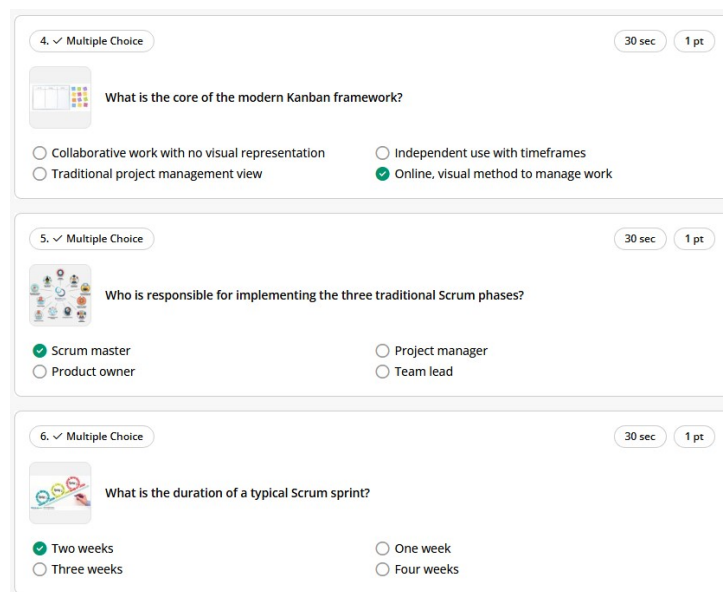 4. ✓ Multiple Choice
30 sec
1 pt
What is the core of the modern Kanban framework?
Collaborative work with no visual representation
Independent use with timeframes
Traditional project management view
Online, visual method to manage work
5. ✓ Multiple Choice
30 sec
1 pt
Who is responsible for implementing the three traditional Scrum phases?
Scrum master
Project manager
Product owner
Team lead
6. ✓ Multiple Choice
30 sec
1 pt
What is the duration of a typical Scrum sprint?
Two weeks
One week
Three weeks
Four weeks